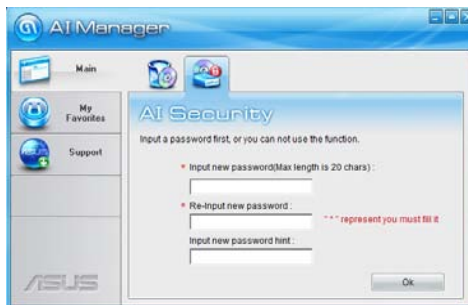 AI Manager
Main
My
Favorites
Support
AI Security
Input a password first, or you can not use the function.
* Input new password(Max length is 20 chars) :
* Re-Input new password :
"*" represent you must fill it
Input new password hint :
Ok
ASUS